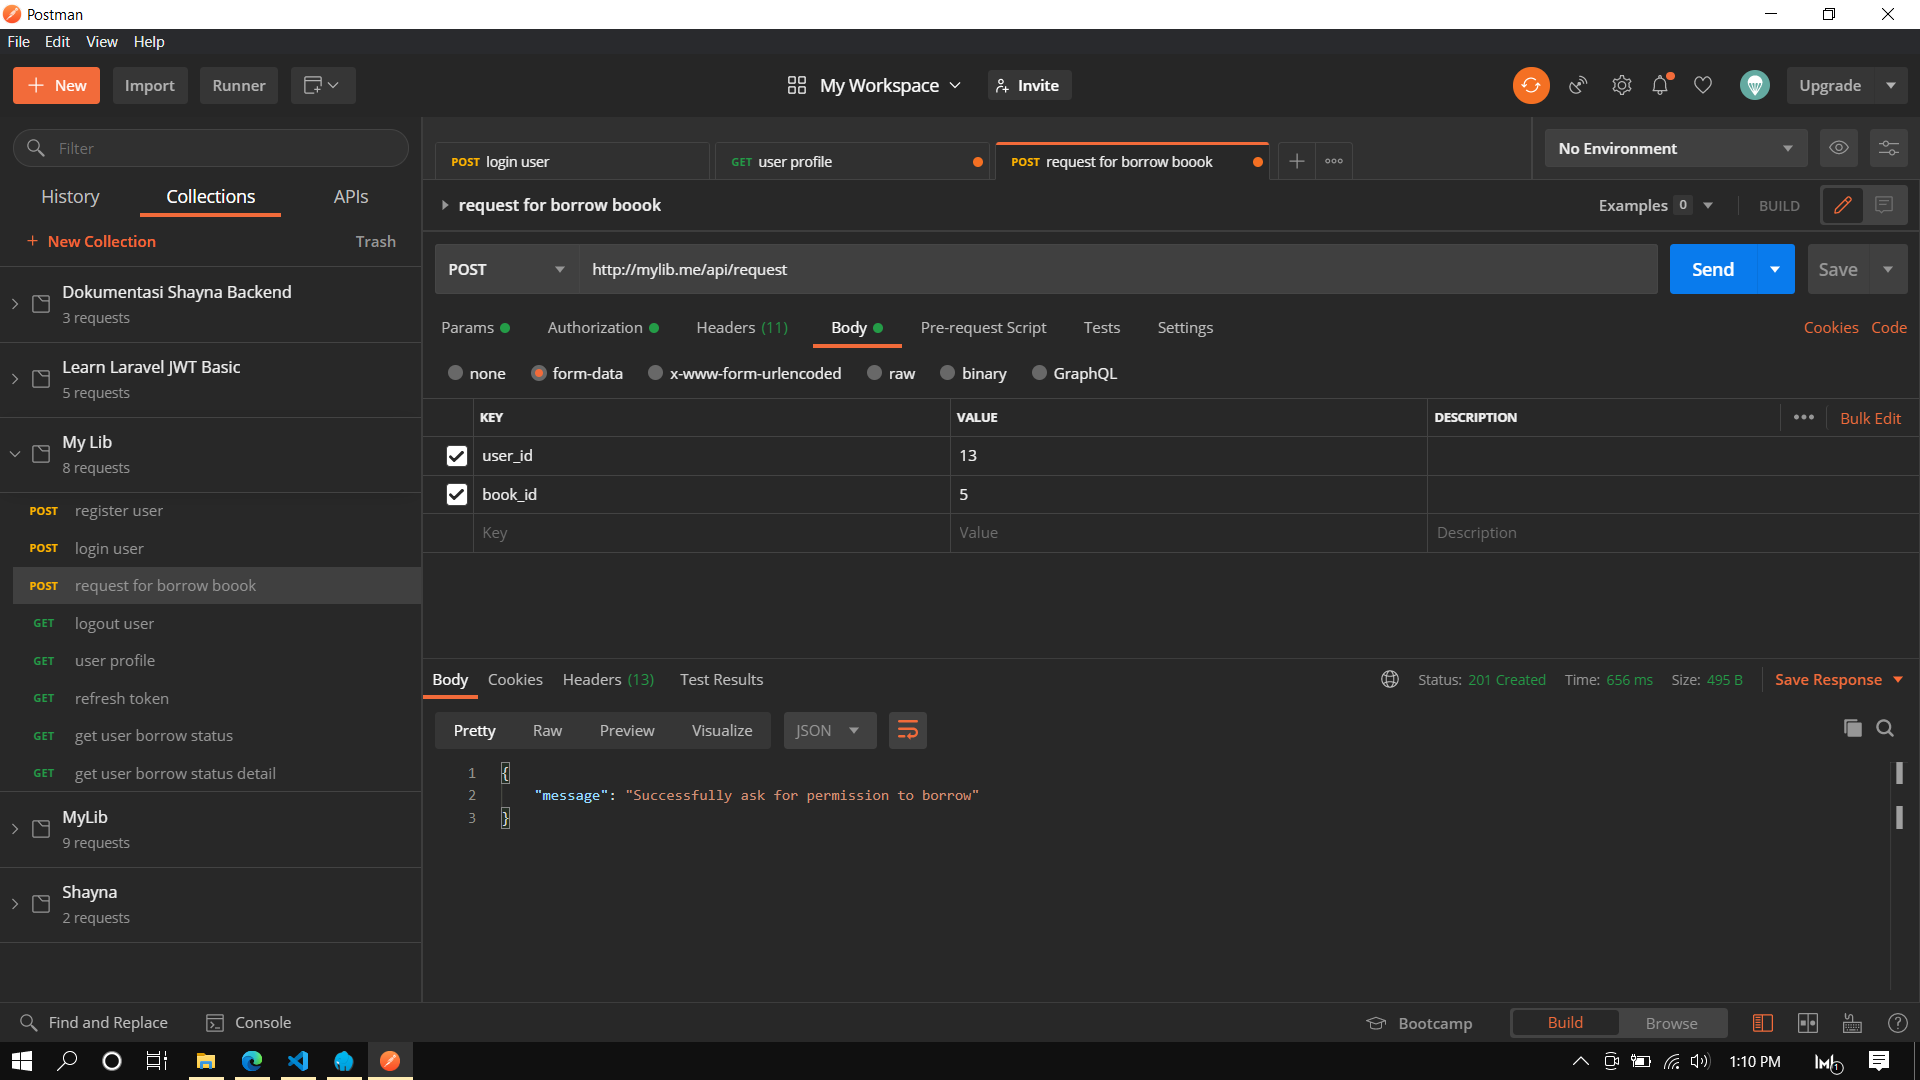 Postman
File Edit View Help
New Import Runner
My Workspace
Invite
Upgrade
Filter
History Collections APIs
+ New Collection Trash
Dokumentasi Shayna Backend
3 requests
Learn Laravel JWT Basic
5 requests
My Lib
8 requests
POST register user
POST login user
POST request for borrow boook
GET logout user
GET user profile
GET refresh token
GET get user borrow status
GET get user borrow status detail
MyLib
9 requests
Shayna
2 requests
POST login user
GET user profile
POST request for borrow boook
No Environment
request for borrow boook
Examples 0 BUILD
POST http://mylib.me/api/request
Send Save
Params Authorization Headers (11) Body Pre-request Script Tests Settings
Cookies Code
none form-data x-www-form-urlencoded raw binary GraphQL
KEY VALUE DESCRIPTION
Bulk Edit
user_id 13
book_id 5
Key Value Description
Body Cookies Headers (13) Test Results
Status: 201 Created Time: 656 ms Size: 495 B Save Response
Pretty Raw Preview Visualize JSON
1 {
2 "message": "Successfully ask for permission to borrow"
3 }
Find and Replace Console
Bootcamp Build Browse
1:10 PM
1